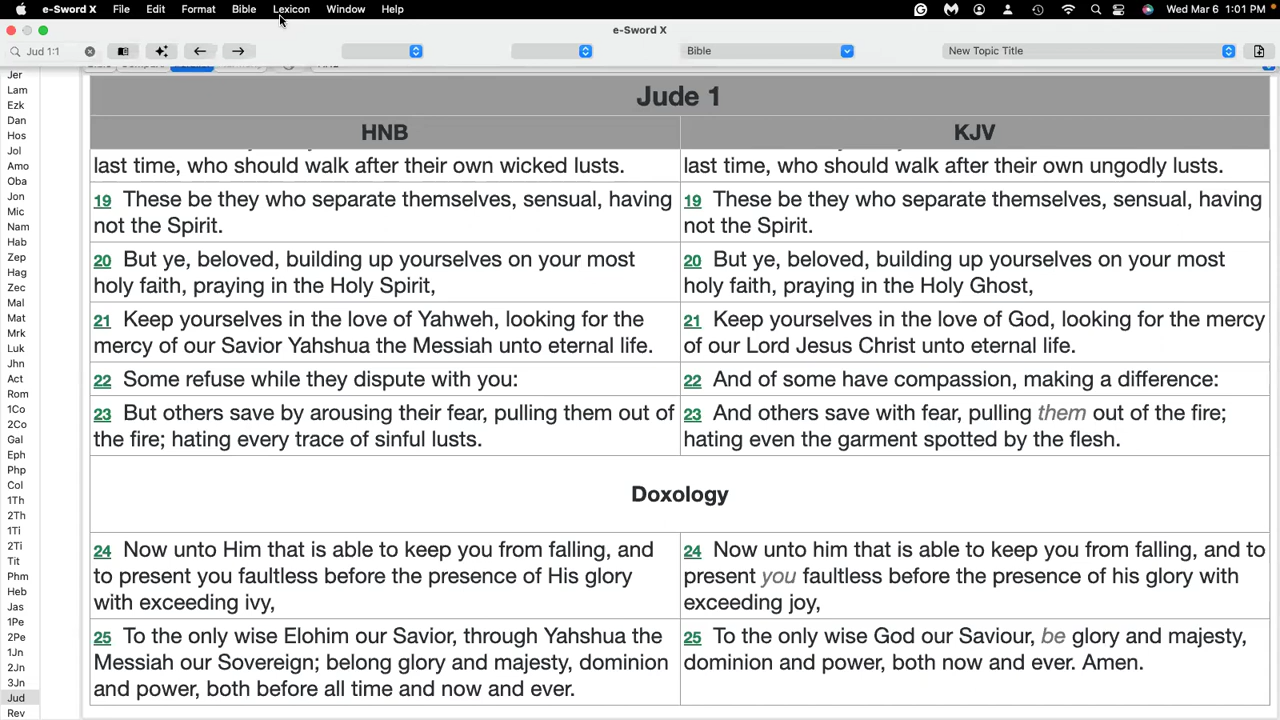 e-Sword X File Edit Format Bible Lexicon Window Help Wed Mar 6 1:01 PM
e-Sword X
Jud 1:1 Bible New Topic Title
Jer
Lam
Ezk
Dan
Hos
Jol
Amo
Oba
Jon
Mic
Nam
Hab
Zep
Hag
Zec
Mal
Mat
Mrk
Luk
Jhn
Act
Rom
1Co
2Co
Gal
Eph
Php
Col
1Th
2Th
1Ti
2Ti
Tit
Phm
Heb
Jas
1Pe
2Pe
1Jn
2Jn
3Jn
Jud
Rev
Jude 1
HNB
last time, who should walk after their own wicked lusts.
19 These be they who separate themselves, sensual, having
not the Spirit.
20 But ye, beloved, building up yourselves on your most
holy faith, praying in the Holy Spirit,
21 Keep yourselves in the love of Yahweh, looking for the
mercy of our Savior Yahshua the Messiah unto eternal life.
22 Some refuse while they dispute with you:
23 But others save by arousing their fear, pulling them out of
the fire; hating every trace of sinful lusts.
KJV
last time, who should walk after their own ungodly lusts.
19 These be they who separate themselves, sensual, having
not the Spirit.
20 But ye, beloved, building up yourselves on your most
holy faith, praying in the Holy Ghost,
21 Keep yourselves in the love of God, looking for the mercy
of our Lord Jesus Christ unto eternal life.
22 And of some have compassion, making a difference:
23 And others save with fear, pulling them out of the fire;
hating even the garment spotted by the flesh.
Doxology
24 Now unto Him that is able to keep you from falling, and
to present you faultless before the presence of His glory
with exceeding ivy,
25 To the only wise Elohim our Savior, through Yahshua the
Messiah our Sovereign; belong glory and majesty, dominion
and power, both before all time and now and ever.
24 Now unto him that is able to keep you from falling, and to
present you faultless before the presence of his glory with
exceeding joy,
25 To the only wise God our Saviour, be glory and majesty,
dominion and power, both now and ever. Amen.